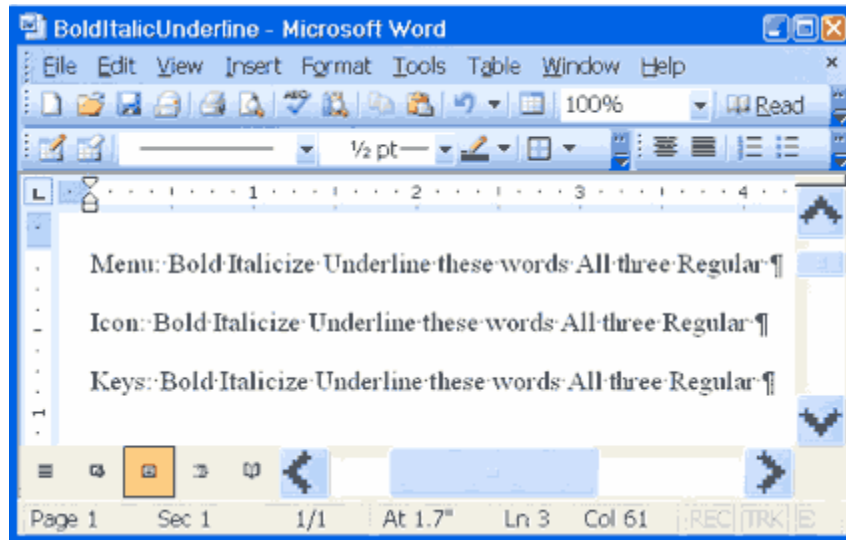 BoldItalicUnderline - Microsoft Word
File Edit View Insert Format Tools Table Window Help
100% Read
½ pt
L 1 2 3 4
Menu:·Bold·Italicize·Underline·these·words·All·three·Regular·¶
Icon:·Bold·Italicize·Underline·these·words·All·three·Regular·¶
Keys:·Bold·Italicize·Underline·these·words·All·three·Regular·¶
1
Page 1 Sec 1 1/1 At 1.7" Ln 3 Col 61 REC TRK E